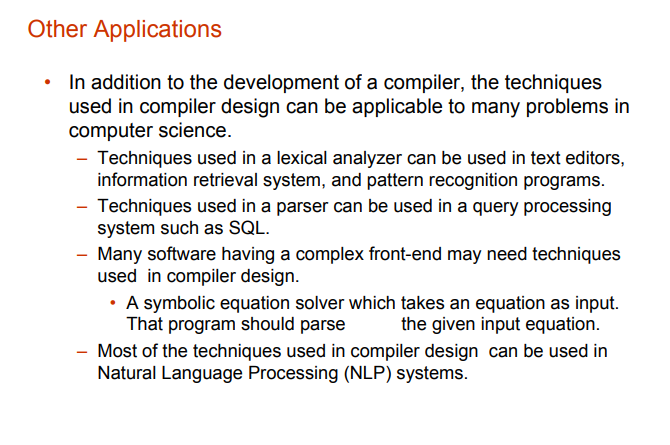 Other Applications
• In addition to the development of a compiler, the techniques
used in compiler design can be applicable to many problems in
computer science.
– Techniques used in a lexical analyzer can be used in text editors,
information retrieval system, and pattern recognition programs.
– Techniques used in a parser can be used in a query processing
system such as SQL.
– Many software having a complex front-end may need techniques
used in compiler design.
• A symbolic equation solver which takes an equation as input.
That program should parse the given input equation.
– Most of the techniques used in compiler design can be used in
Natural Language Processing (NLP) systems.